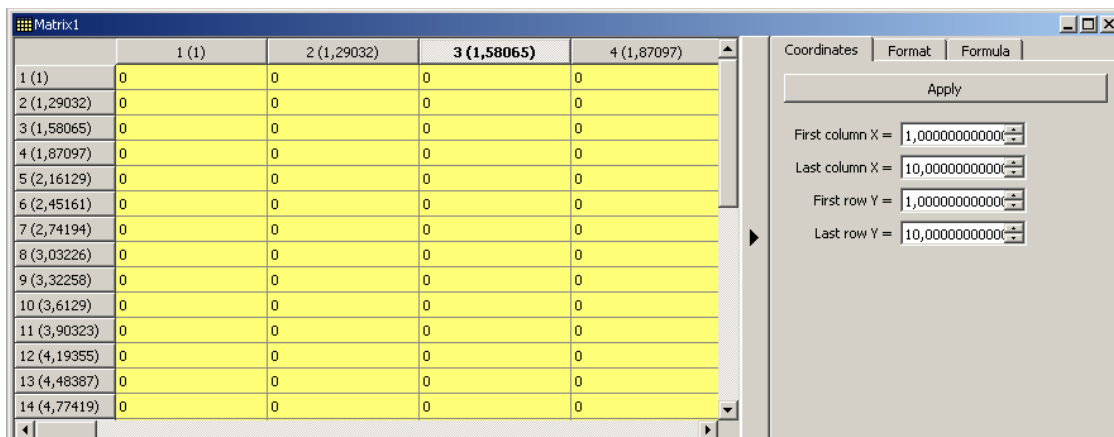 Matrix1
1 (1) 2 (1,29032) 3 (1,58065) 4 (1,87097)
1 (1) 0 0 0 0
2 (1,29032) 0 0 0 0
3 (1,58065) 0 0 0 0
4 (1,87097) 0 0 0 0
5 (2,16129) 0 0 0 0
6 (2,45161) 0 0 0 0
7 (2,74194) 0 0 0 0
8 (3,03226) 0 0 0 0
9 (3,32258) 0 0 0 0
10 (3,6129) 0 0 0 0
11 (3,90323) 0 0 0 0
12 (4,19355) 0 0 0 0
13 (4,48387) 0 0 0 0
14 (4,77419) 0 0 0 0
Coordinates Format Formula
Apply
First column X = 1,00000000000
Last column X = 10,0000000000
First row Y = 1,00000000000
Last row Y = 10,0000000000